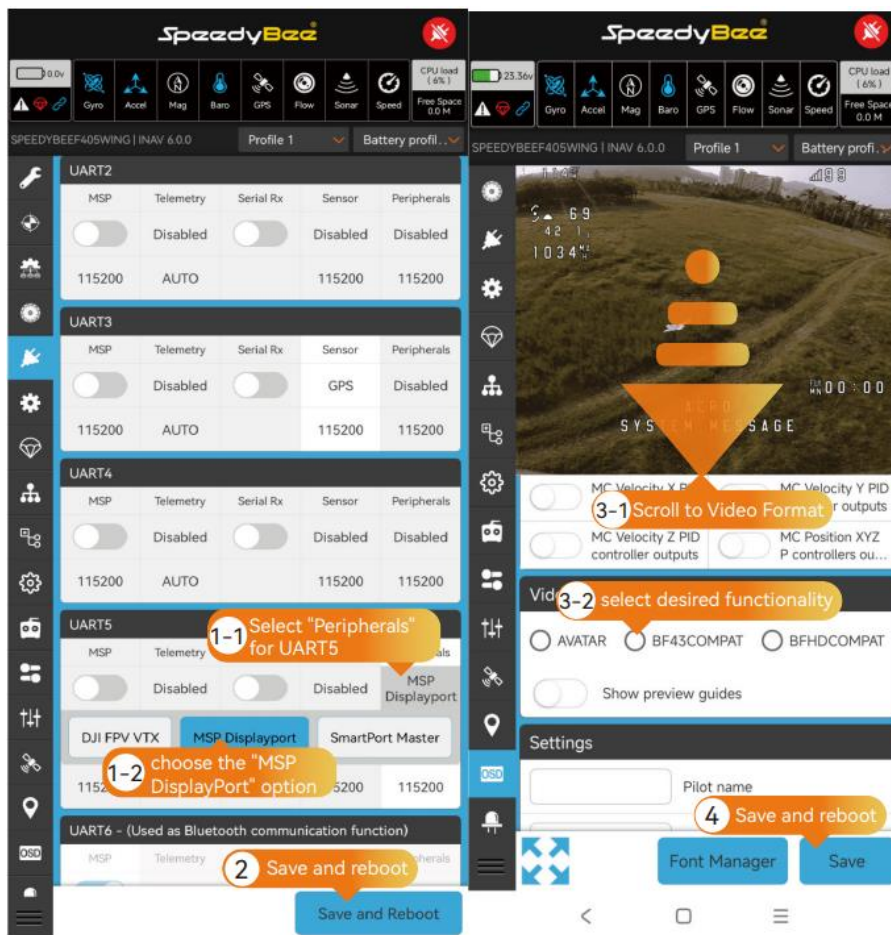 SpeedyBee
0.0v
Gyro Accel Mag Baro GPS Flow Sonar Speed
CPU load
(6%)
Free Space
0.0 M
SPEEDYBEEF405WING | INAV 6.0.0
Profile 1
Battery profil..
UART2
MSP Telemetry Serial Rx Sensor Peripherals
Disabled Disabled Disabled
115200 AUTO 115200 115200
UART3
MSP Telemetry Serial Rx Sensor Peripherals
Disabled GPS Disabled
115200 AUTO 115200 115200
UART4
MSP Telemetry Serial Rx Sensor Peripherals
Disabled Disabled Disabled
115200 AUTO 115200 115200
UART5
1-1 Select "Peripherals"
for UART5
MSP Telemetry
Disabled Disabled MSP
Displayport
DJI FPV VTX MSP Displayport SmartPort Master
1-2 choose the "MSP
DisplayPort" option
115200
UART6 - (Used as Bluetooth communication function)
MSP Telemetry
2 Save and reboot
Save and Reboot
OSD
SpeedyBee
23.36v
Gyro Accel Mag Baro GPS Flow Sonar Speed
CPU load
(6%)
Free Space
0.0 M
SPEEDYBEEF405WING | INAV 6.0.0
Profile 1
Battery profi..
99
69
42
1034
00:00
ACRO
SYSTEM MESSAGE
MC Velocity Y PID
outputs
3-1 Scroll to Video Format
MC Velocity Z PID
controller outputs
MC Position XYZ
P controllers ou...
3-2 select desired functionality
AVATAR BF43COMPAT BFHDCOMPAT
Show preview guides
Settings
Pilot name
4 Save and reboot
Font Manager
Save
OSD